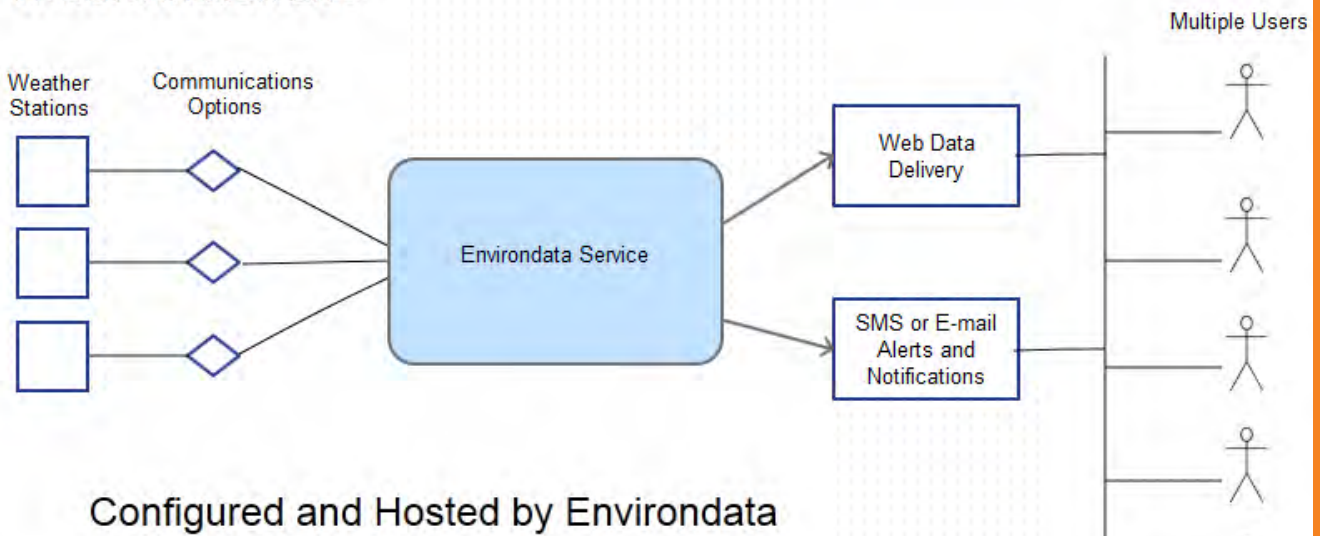 Multiple Users
Weather
Stations
Communications
Options
Web Data
Delivery
Environdata Service
SMS or E-mail
Alerts and
Notifications
Configured and Hosted by Environdata